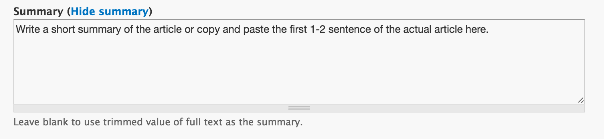 Summary (Hide summary)
Write a short summary of the article or copy and paste the first 1-2 sentence of the actual article here.
Leave blank to use trimmed value of full text as the summary.